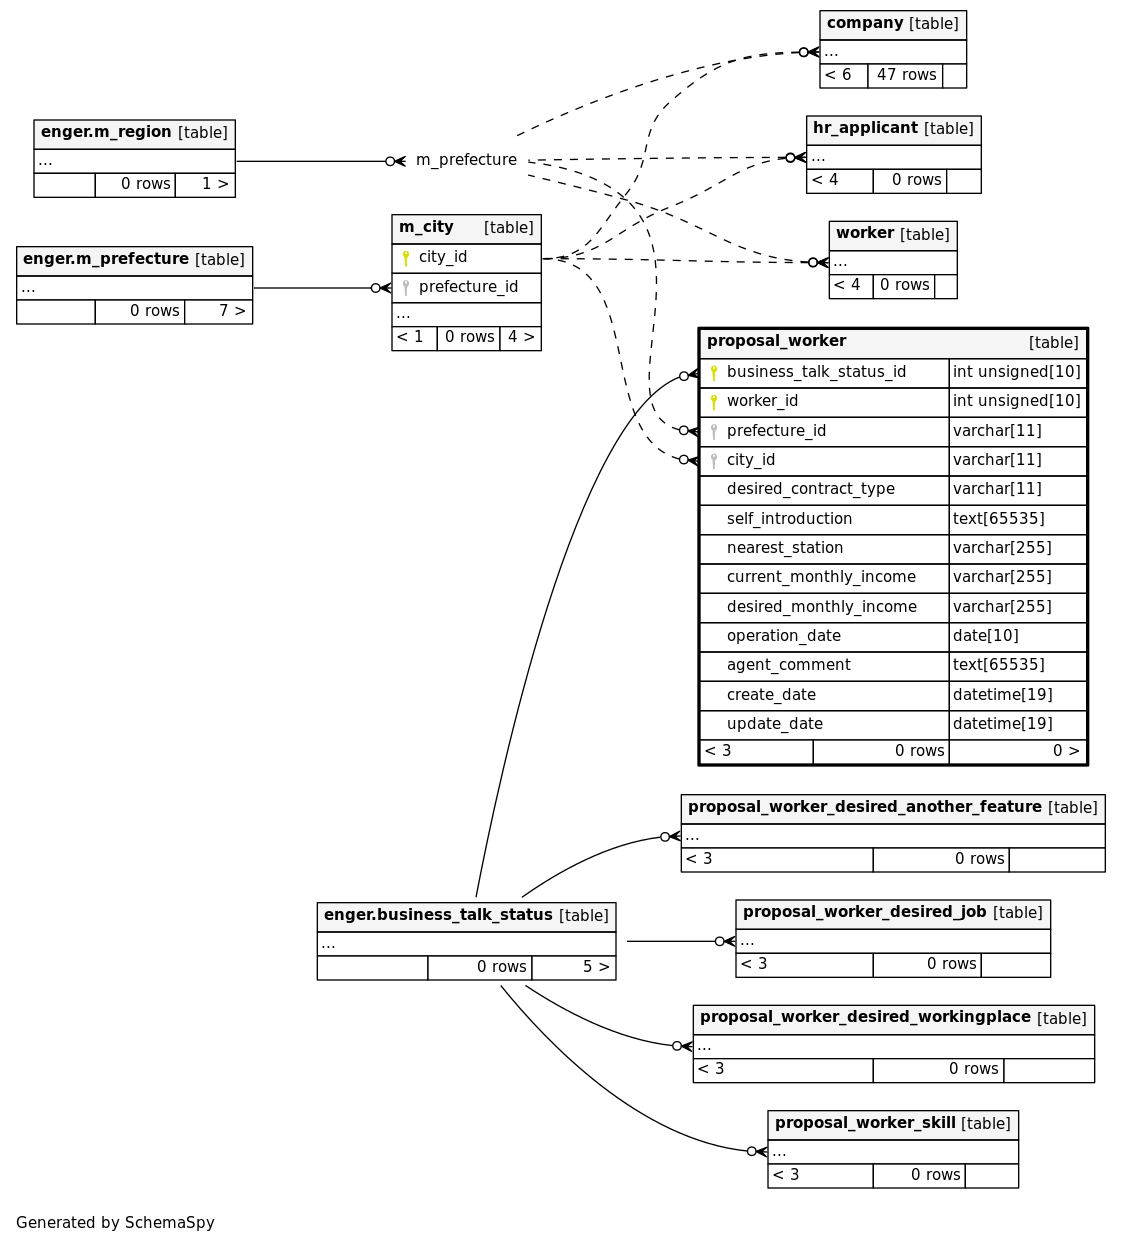 company [table]
...
< 6 47 rows
enger.m_region [table]
...
0 rows 1 >
m_prefecture
hr_applicant [table]
...
< 4 0 rows
m_city [table]
city_id
prefecture_id
...
< 1 0 rows 4 >
worker [table]
...
< 4 0 rows
enger.m_prefecture [table]
...
0 rows 7 >
proposal_worker [table]
business_talk_status_id int unsigned[10]
worker_id int unsigned[10]
prefecture_id varchar[11]
city_id varchar[11]
desired_contract_type varchar[11]
self_introduction text[65535]
nearest_station varchar[255]
current_monthly_income varchar[255]
desired_monthly_income varchar[255]
operation_date date[10]
agent_comment text[65535]
create_date datetime[19]
update_date datetime[19]
< 3 0 rows 0 >
proposal_worker_desired_another_feature [table]
...
< 3 0 rows
enger.business_talk_status [table]
...
0 rows 5 >
proposal_worker_desired_job [table]
...
< 3 0 rows
proposal_worker_desired_workingplace [table]
...
< 3 0 rows
proposal_worker_skill [table]
...
< 3 0 rows
Generated by SchemaSpy